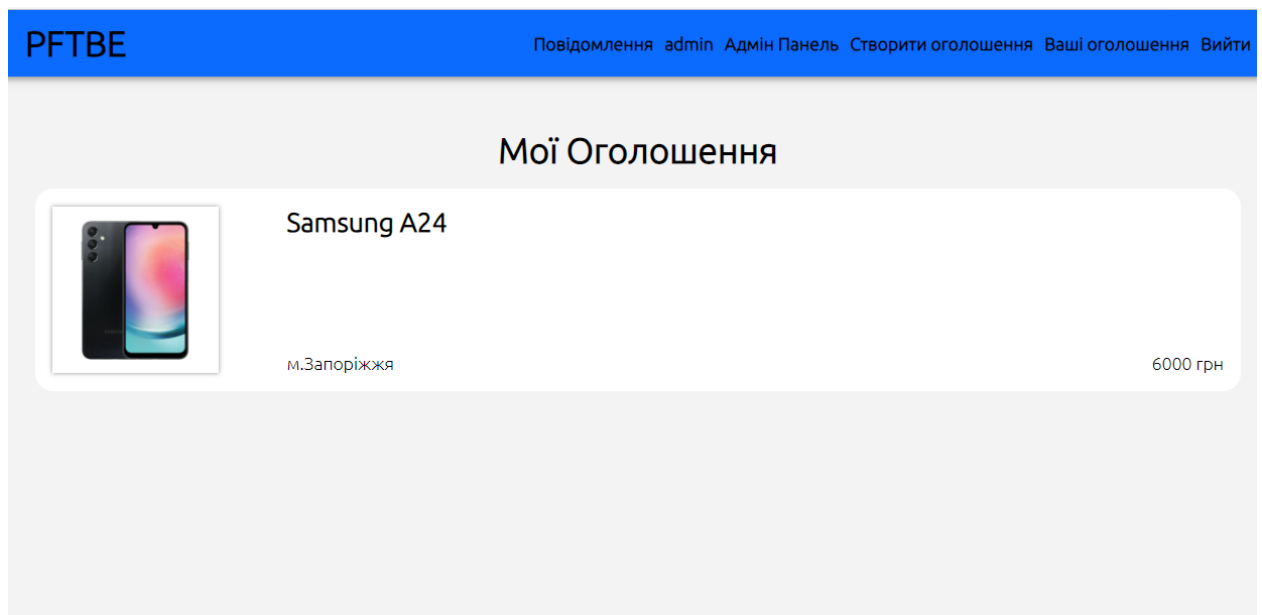 PFTBE
Повідомлення admin Адмін Панель Створити оголошення Ваші оголошення Вийти
Мої Оголошення
Samsung A24
м.Запоріжжя
6000 грн